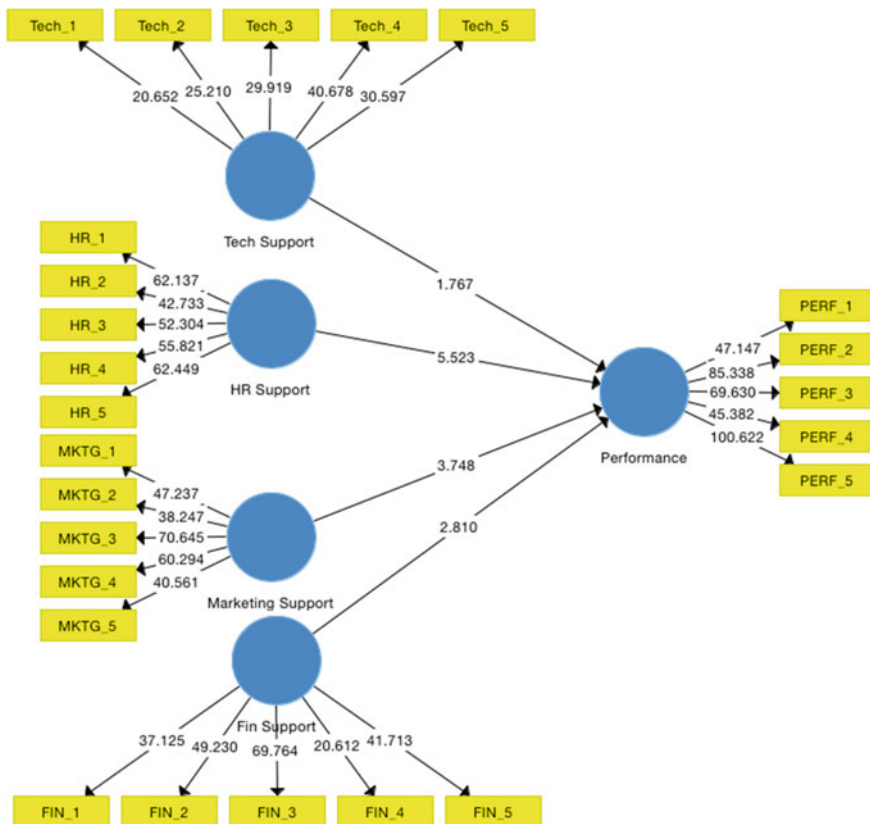 Tech_1 Tech_2 Tech_3 Tech_4 Tech_5
20.652 25.210 29.919 40.678 30.597
Tech Support
1.767
HR_1
HR_2
HR_3
HR_4
HR_5
62.137
42.733
52.304
55.821
62.449
HR Support
5.523
MKTG_1
MKTG_2
MKTG_3
MKTG_4
MKTG_5
47.237
38.247
70.645
60.294
40.561
Marketing Support
3.748
2.810
Fin Support
37.125 49.230 69.764 20.612 41.713
FIN_1 FIN_2 FIN_3 FIN_4 FIN_5
Performance
47.147
85.338
69.630
45.382
100.622
PERF_1
PERF_2
PERF_3
PERF_4
PERF_5